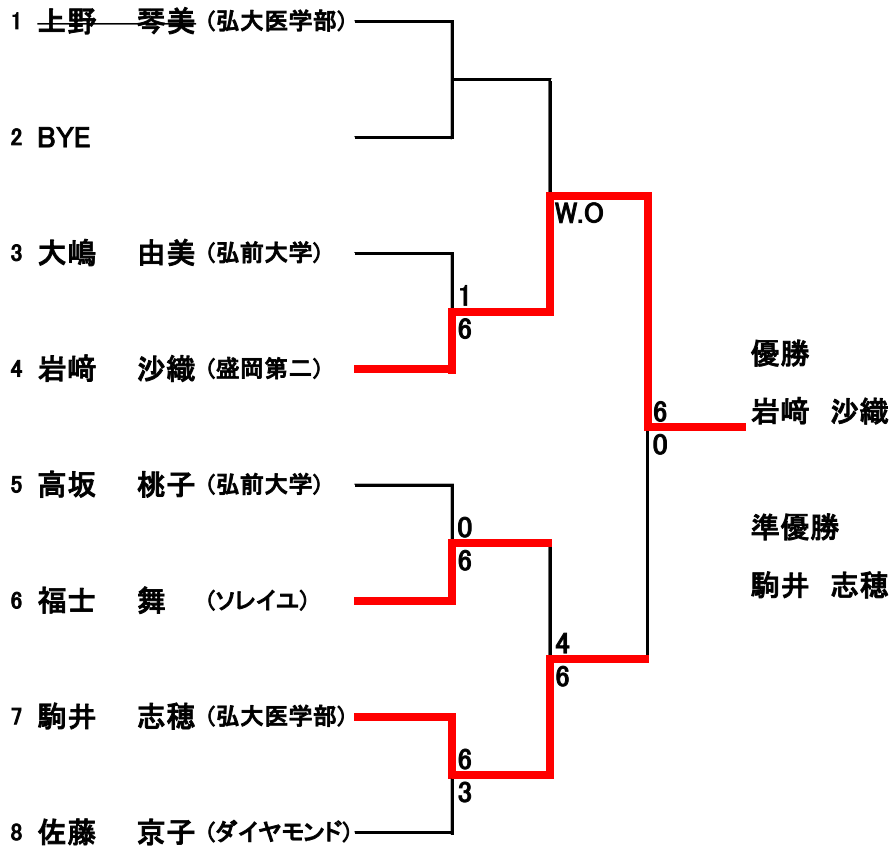 1 上野 琴美 (弘大医学部)
2 BYE
W.O
3 大嶋 由美 (弘前大学)
1
6
4 岩﨑 沙織 (盛岡第二)
優勝
岩﨑 沙織
6
0
5 高坂 桃子 (弘前大学)
0
6
準優勝
駒井 志穂
6 福士 舞 (ソレイユ)
4
6
7 駒井 志穂 (弘大医学部)
6
3
8 佐藤 京子 (ダイヤモンド)